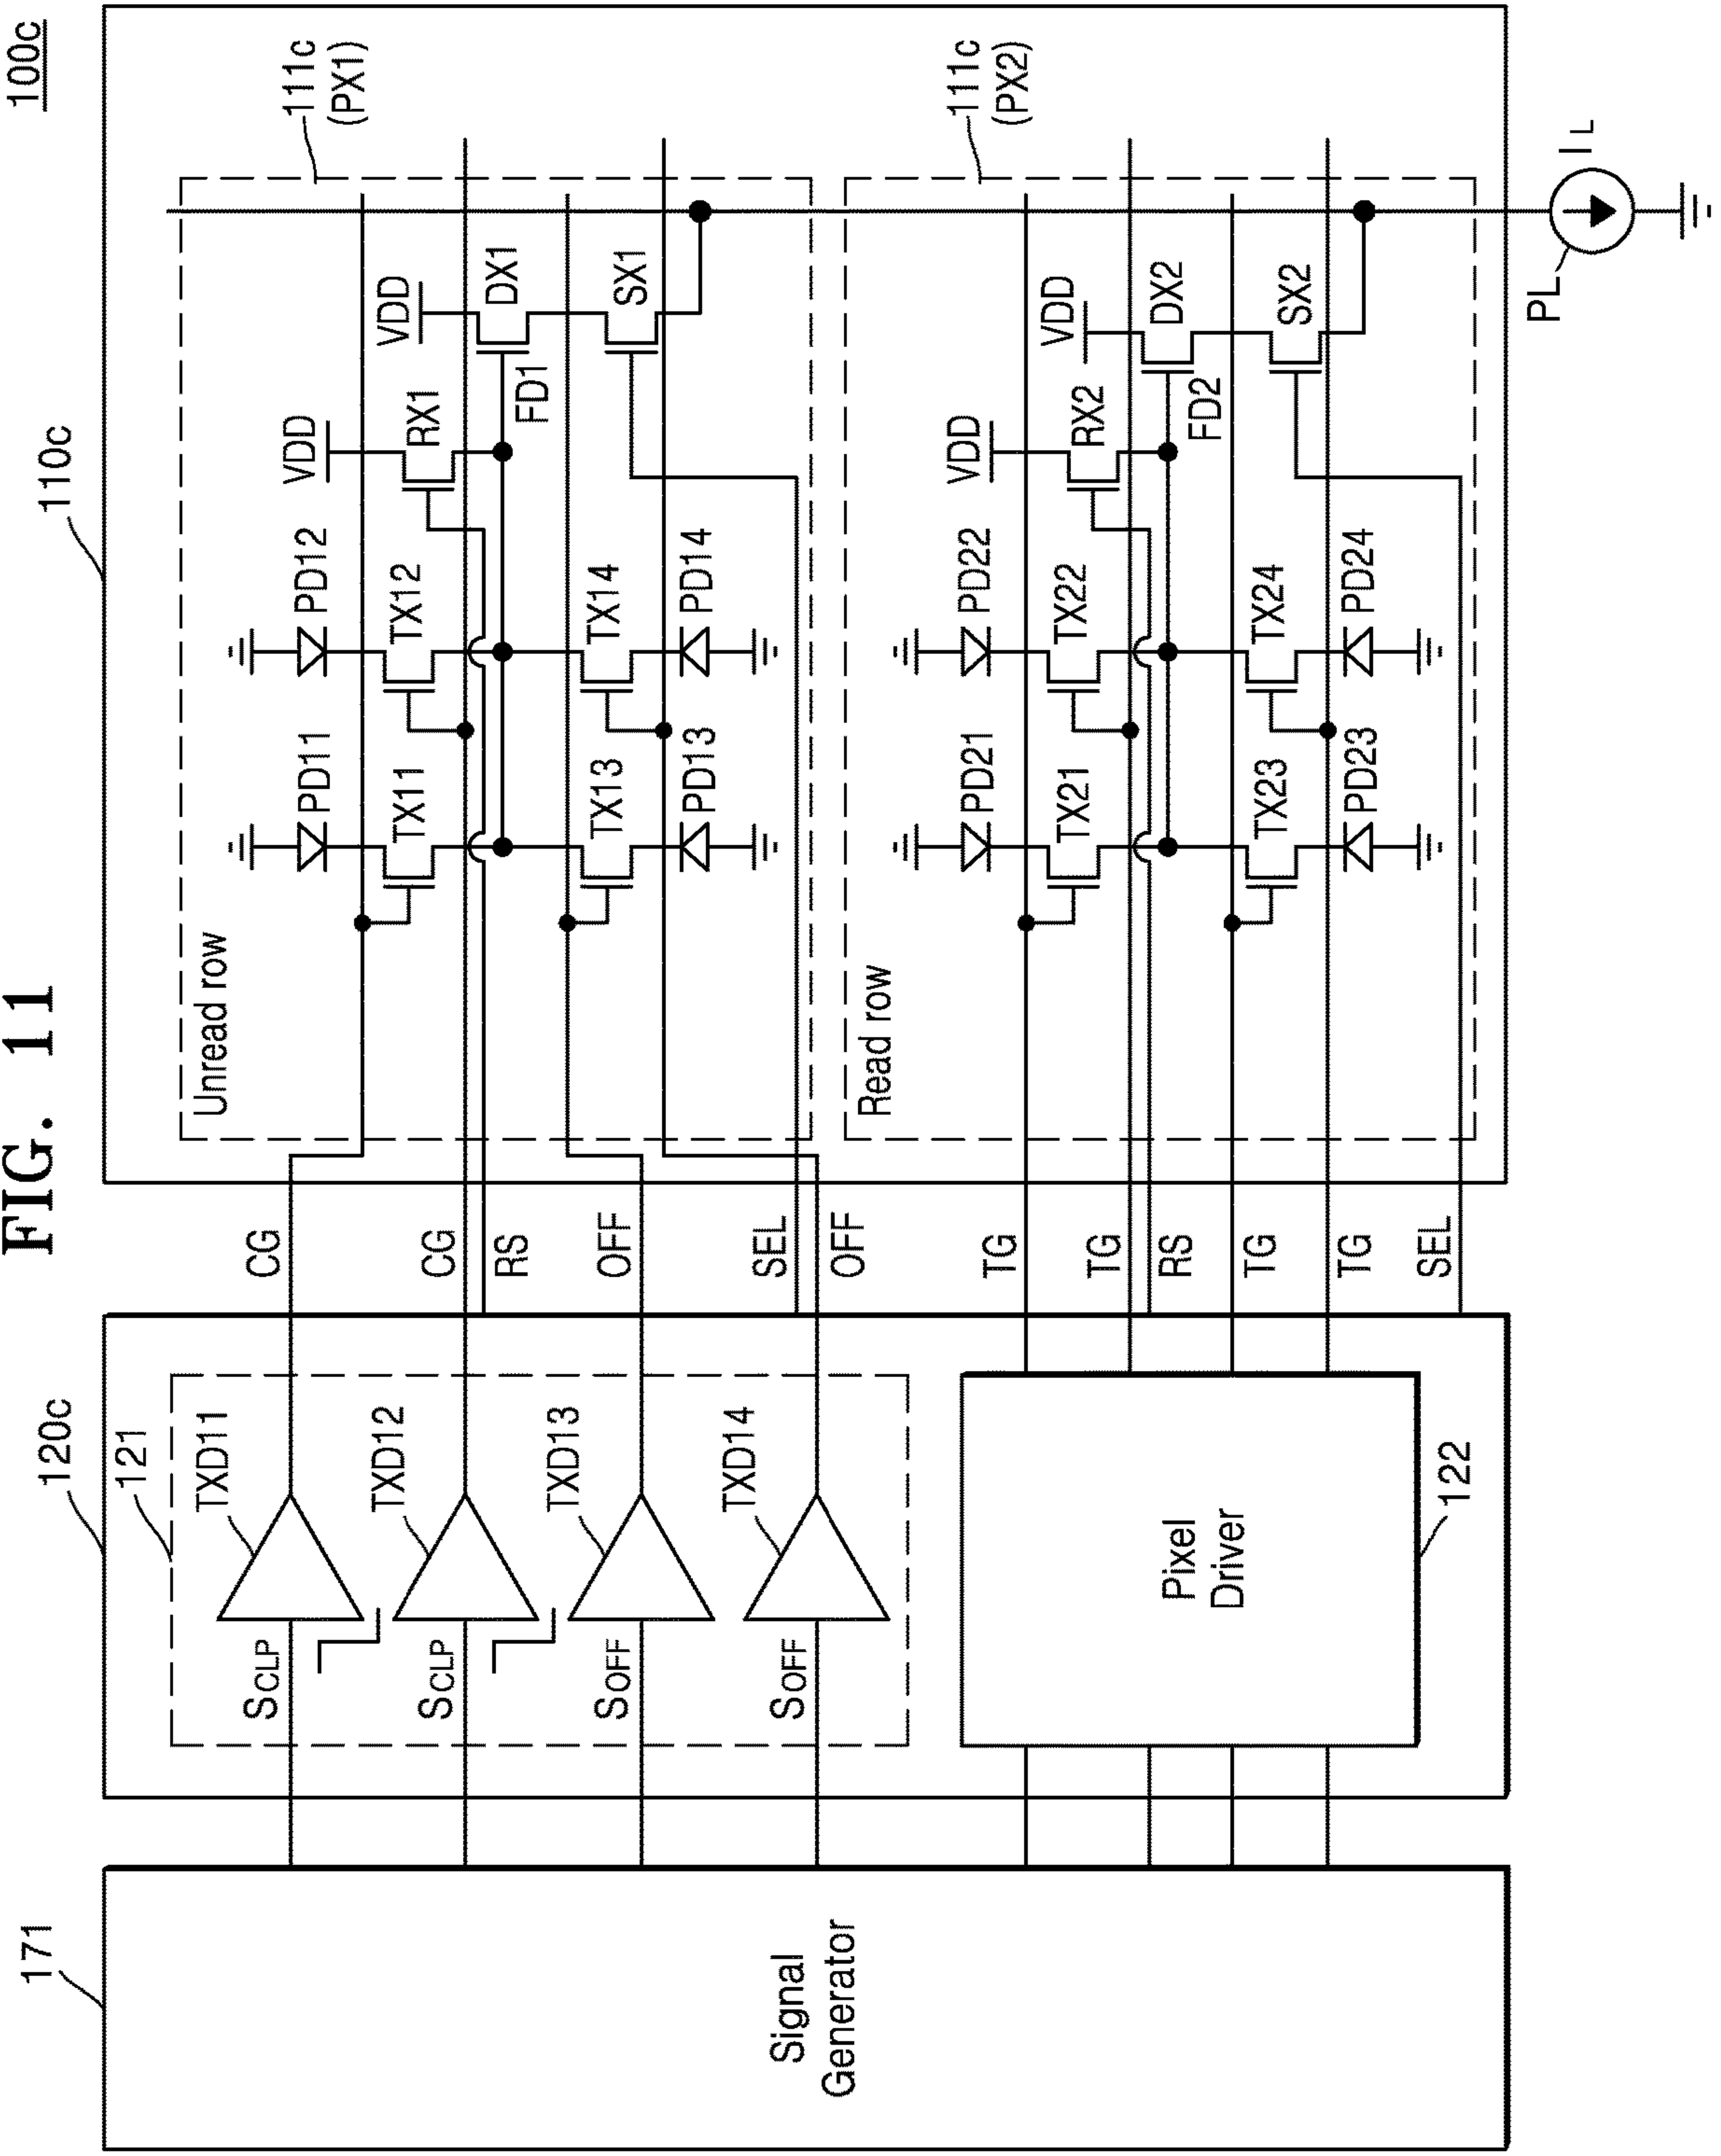 FIG. 11
100c
171
Signal
Generator
120c
121
TXD11
SCLP
TXD12
SCLP
TXD13
SOFF
TXD14
SOFF
Pixel
Driver
122
CG
CG
RS
OFF
SEL
OFF
TG
TG
RS
TG
TG
SEL
110c
Unread row
111c
(PX1)
PD11
PD12
VDD
VDD
TX11
TX12
RX1
DX1
FD1
TX13
TX14
SX1
PD13
PD14
Read row
111c
(PX2)
PD21
PD22
VDD
VDD
TX21
TX22
RX2
DX2
FD2
TX23
TX24
SX2
PD23
PD24
PL
IL